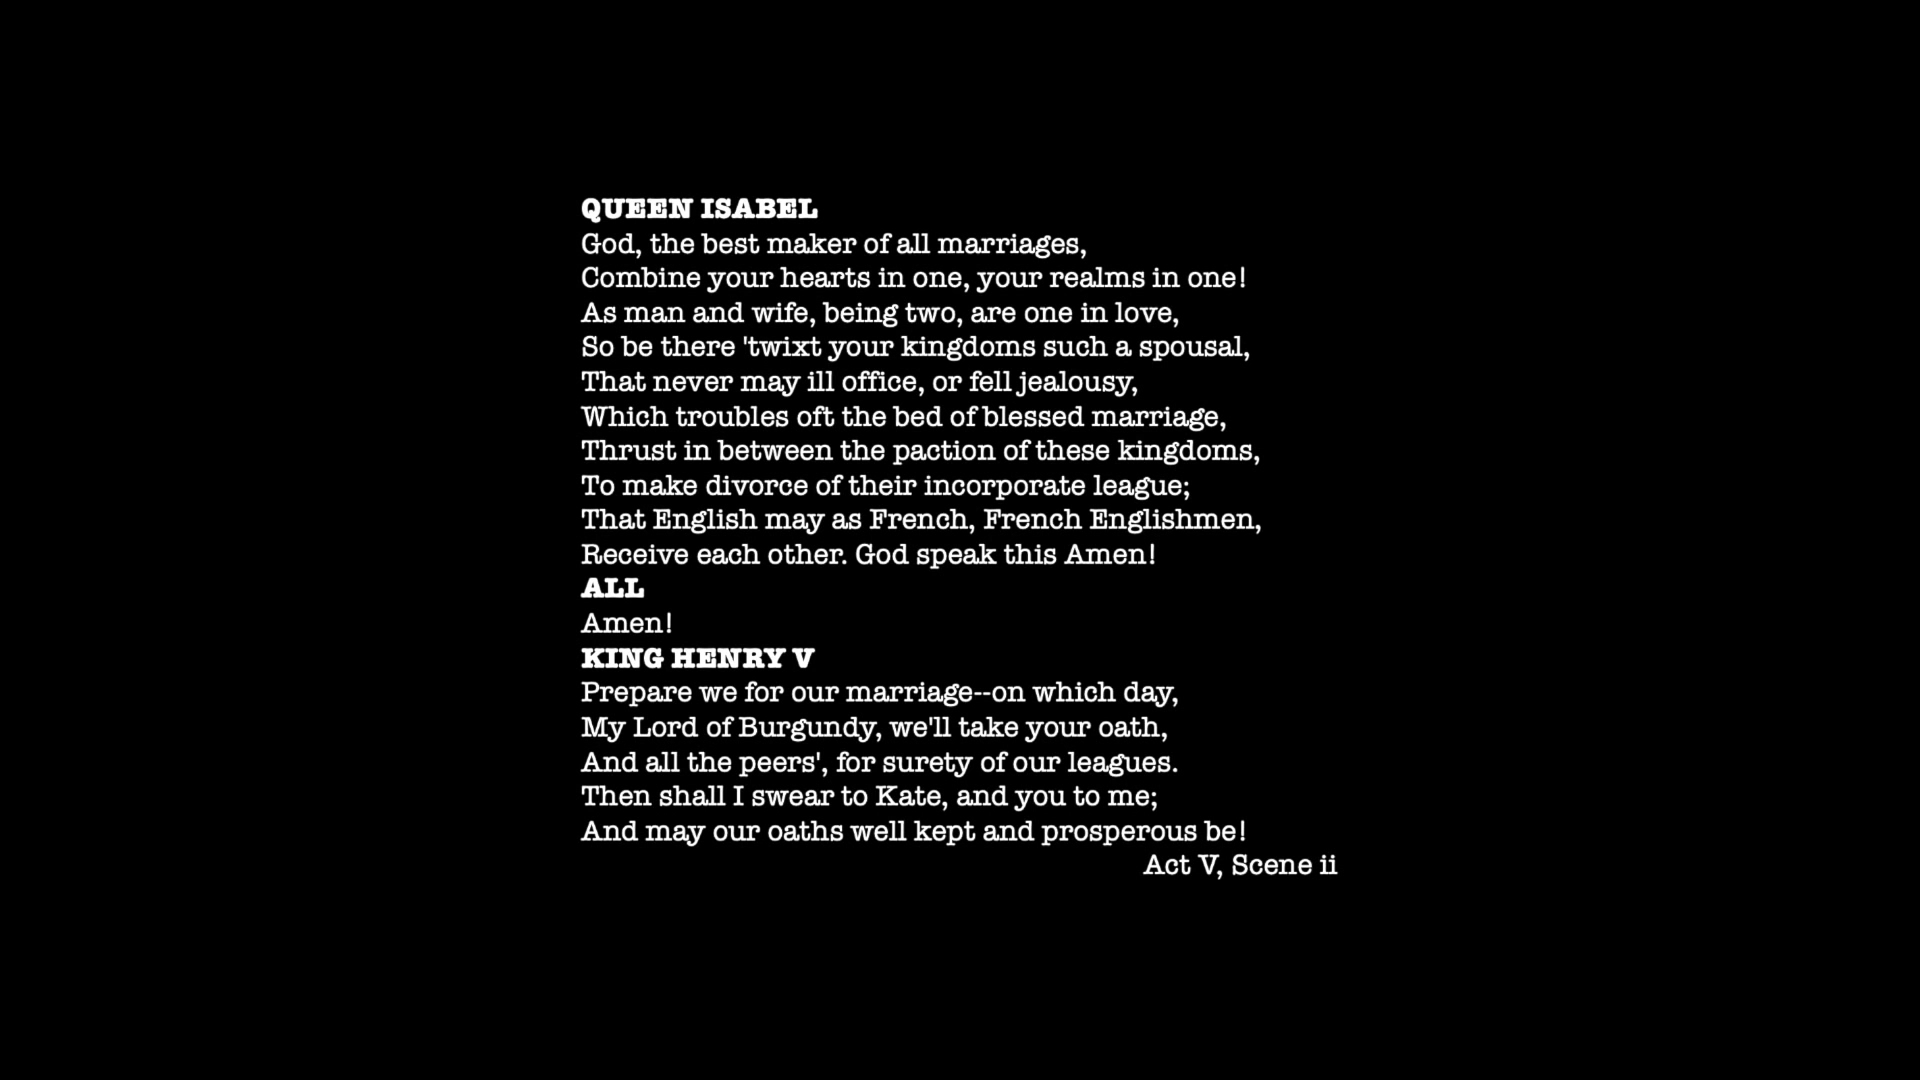 QUEEN ISABEL
God, the best maker of all marriages,
Combine your hearts in one, your realms in one!
As man and wife, being two, are one in love,
So be there 'twixt your kingdoms such a spousal,
That never may ill office, or fell jealousy,
Which troubles oft the bed of blessed marriage,
Thrust in between the paction of these kingdoms,
To make divorce of their incorporate league;
That English may as French, French Englishmen,
Receive each other. God speak this Amen!
ALL
Amen!
KING HENRY V
Prepare we for our marriage--on which day,
My Lord of Burgundy, we'll take your oath,
And all the peers', for surety of our leagues.
Then shall I swear to Kate, and you to me;
And may our oaths well kept and prosperous be!
Act V, Scene ii